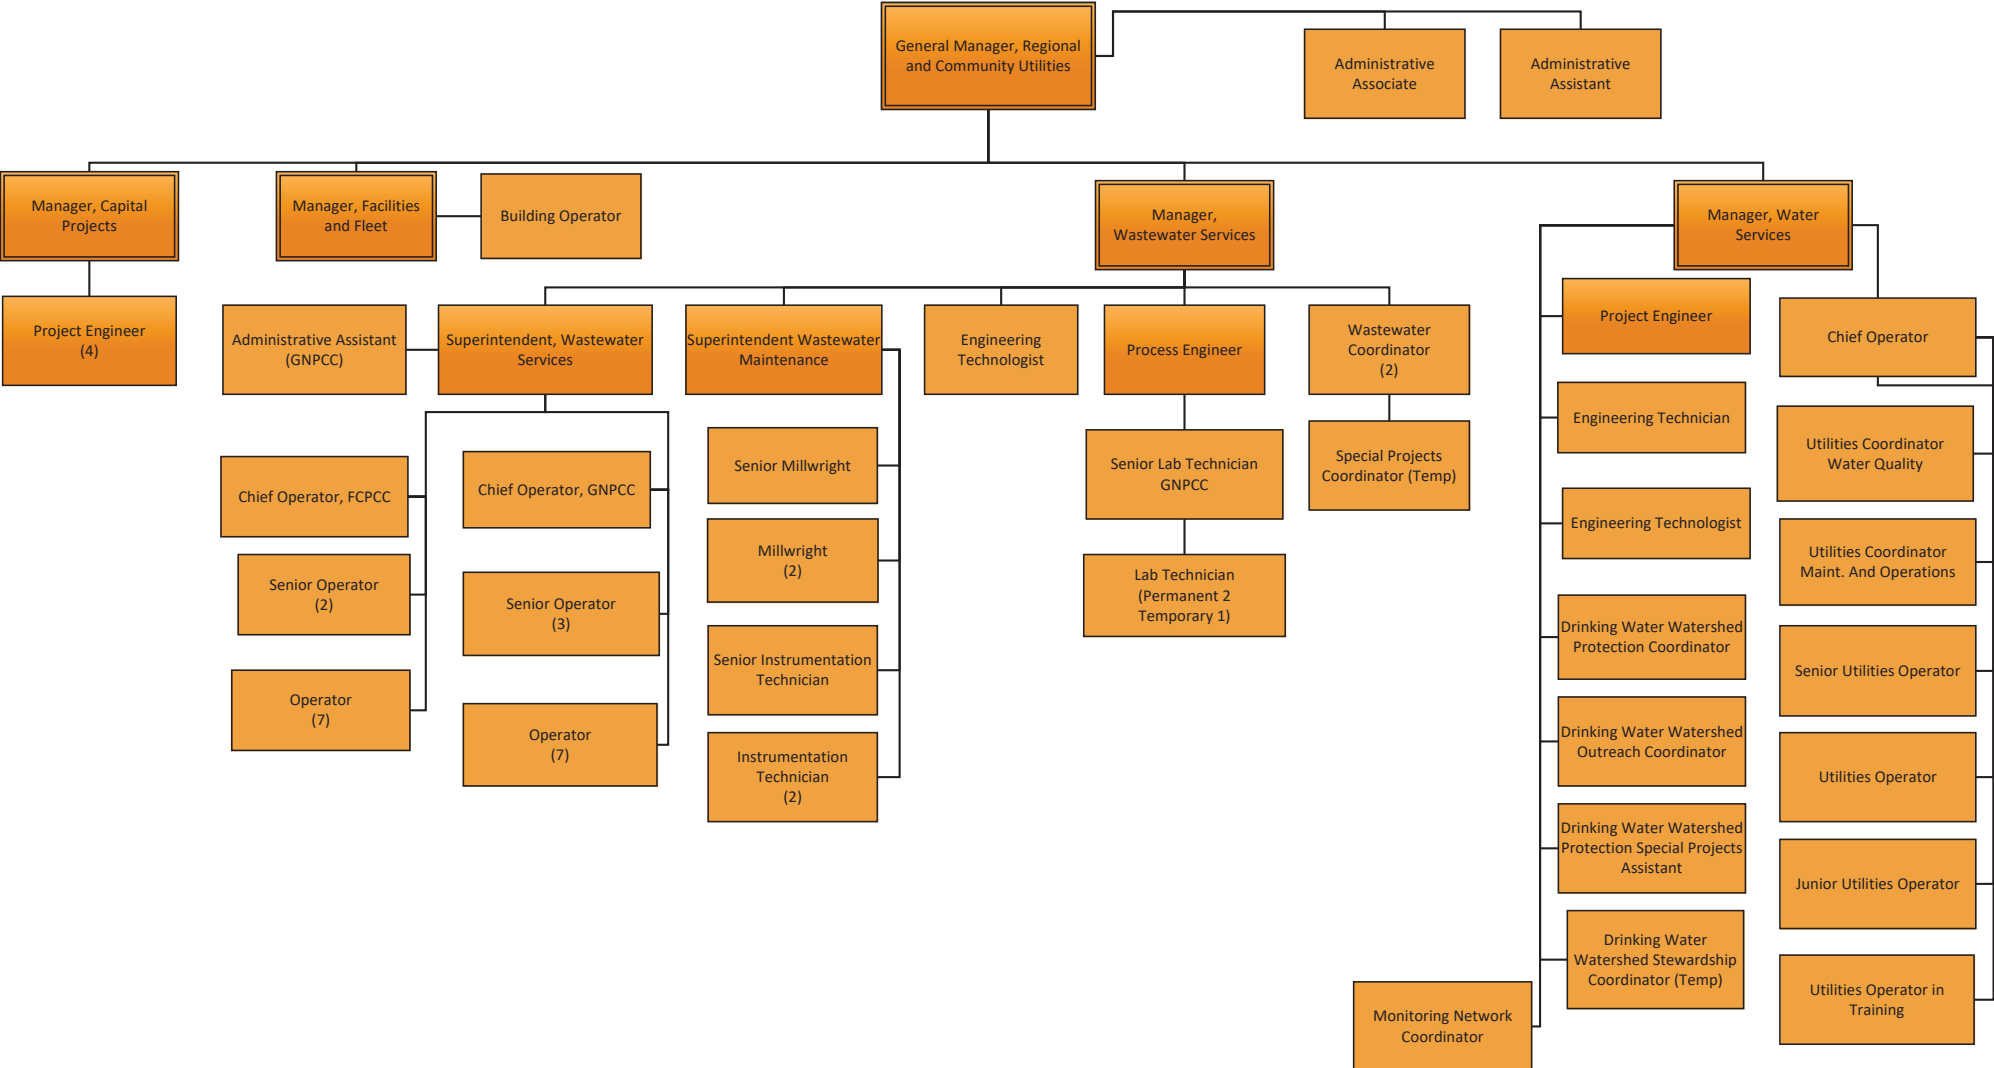 General Manager, Regional
and Community Utilities
Administrative
Associate
Administrative
Assistant
Manager, Capital
Projects
Manager, Facilities
and Fleet
Building Operator
Manager,
Wastewater Services
Manager, Water
Services
Project Engineer
(4)
Administrative Assistant
(GNPCC)
Superintendent, Wastewater
Services
Superintendent Wastewater
Maintenance
Engineering
Technologist
Process Engineer
Wastewater
Coordinator
(2)
Project Engineer
Chief Operator
Chief Operator, FCPCC
Senior Operator
(2)
Operator
(7)
Chief Operator, GNPCC
Senior Operator
(3)
Operator
(7)
Senior Millwright
Millwright
(2)
Senior Instrumentation
Technician
Instrumentation
Technician
(2)
Senior Lab Technician
GNPCC
Lab Technician
(Permanent 2
Temporary 1)
Special Projects
Coordinator (Temp)
Engineering Technician
Engineering Technologist
Drinking Water Watershed
Protection Coordinator
Drinking Water Watershed
Outreach Coordinator
Drinking Water Watershed
Protection Special Projects
Assistant
Drinking Water
Watershed Stewardship
Coordinator (Temp)
Monitoring Network
Coordinator
Utilities Coordinator
Water Quality
Utilities Coordinator
Maint. And Operations
Senior Utilities Operator
Utilities Operator
Junior Utilities Operator
Utilities Operator in
Training